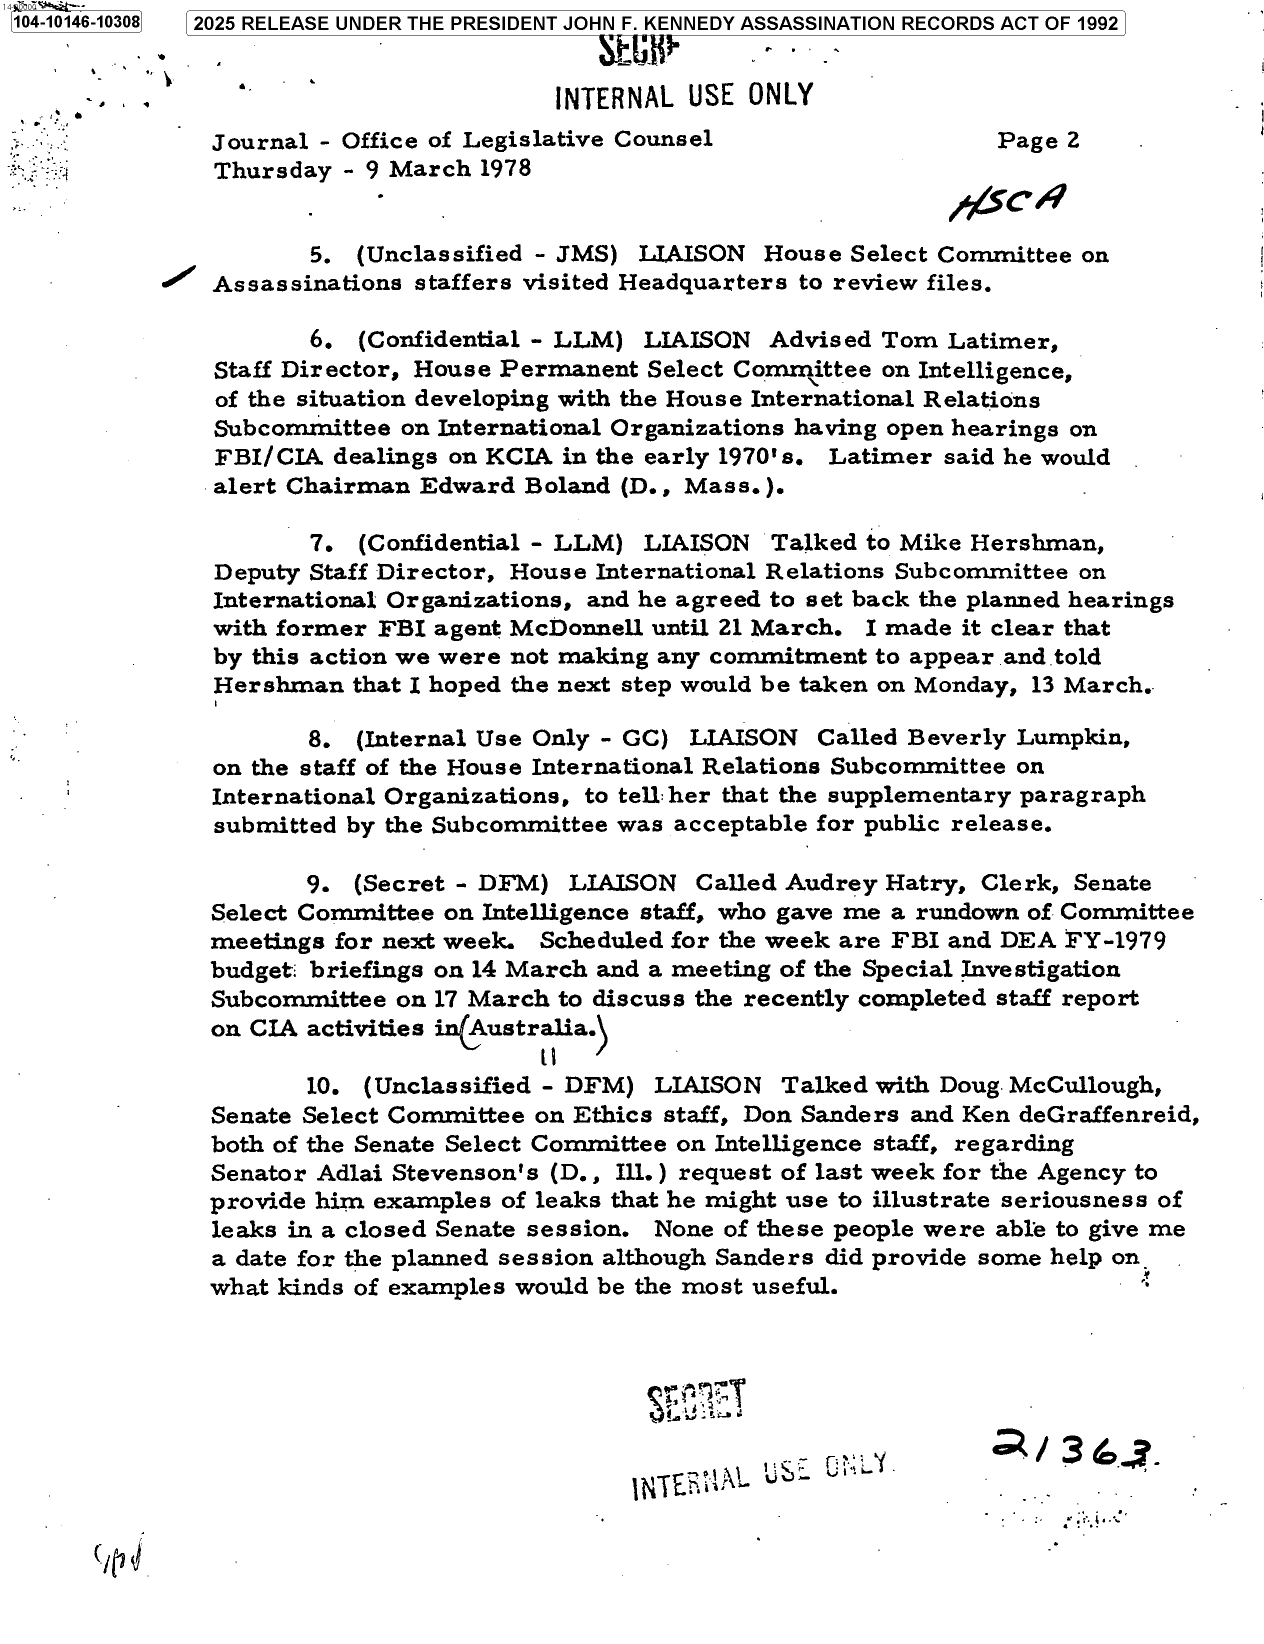 104-10146-10308
2025 RELEASE UNDER THE PRESIDENT JOHN F. KENNEDY ASSASSINATION RECORDS ACT OF 1992
INTERNAL USE ONLY
Journal - Office of Legislative Counsel Page 2
Thursday - 9 March 1978
HSCA
5. (Unclassified - JMS) LIAISON House Select Committee on
Assassinations staffers visited Headquarters to review files.
6. (Confidential - LLM) LIAISON Advised Tom Latimer,
Staff Director, House Permanent Select Committee on Intelligence,
of the situation developing with the House International Relations
Subcommittee on International Organizations having open hearings on
FBI/CIA dealings on KCIA in the early 1970's. Latimer said he would
alert Chairman Edward Boland (D., Mass.).
7. (Confidential - LLM) LIAISON Talked to Mike Hershman,
Deputy Staff Director, House International Relations Subcommittee on
International Organizations, and he agreed to set back the planned hearings
with former FBI agent McDonnell until 21 March. I made it clear that
by this action we were not making any commitment to appear and told
Hershman that I hoped the next step would be taken on Monday, 13 March.
8. (Internal Use Only - GC) LIAISON Called Beverly Lumpkin,
on the staff of the House International Relations Subcommittee on
International Organizations, to tell her that the supplementary paragraph
submitted by the Subcommittee was acceptable for public release.
9. (Secret - DFM) LIAISON Called Audrey Hatry, Clerk, Senate
Select Committee on Intelligence staff, who gave me a rundown of Committee
meetings for next week. Scheduled for the week are FBI and DEA FY-1979
budget briefings on 14 March and a meeting of the Special Investigation
Subcommittee on 17 March to discuss the recently completed staff report
on CIA activities in (Australia.)
11
10. (Unclassified - DFM) LIAISON Talked with Doug McCullough,
Senate Select Committee on Ethics staff, Don Sanders and Ken deGraffenreid,
both of the Senate Select Committee on Intelligence staff, regarding
Senator Adlai Stevenson's (D., Ill.) request of last week for the Agency to
provide him examples of leaks that he might use to illustrate seriousness of
leaks in a closed Senate session. None of these people were able to give me
a date for the planned session although Sanders did provide some help on
what kinds of examples would be the most useful.
SECRET
INTERNAL USE ONLY
21363